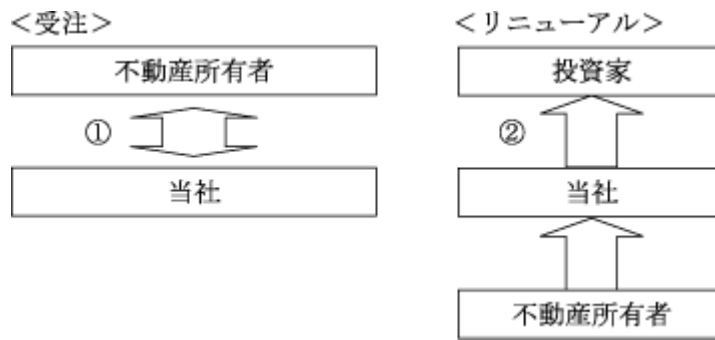 <受注>
不動産所有者
①
当社
<リニューアル>
投資家
②
当社
不動産所有者